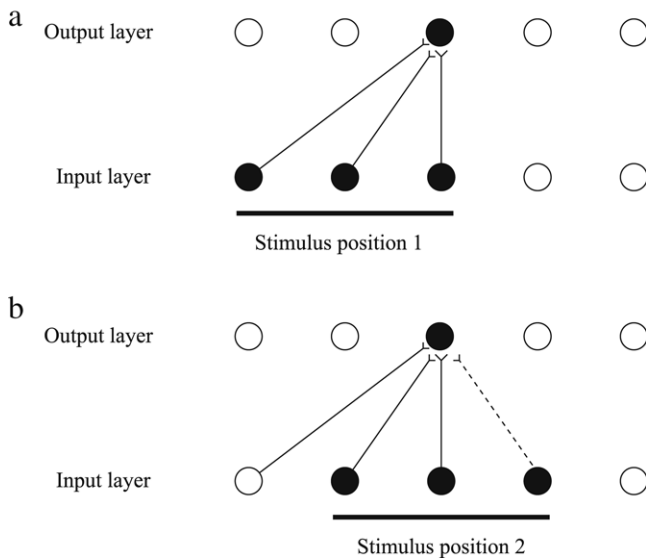 a
Output layer
Input layer
Stimulus position 1
b
Output layer
Input layer
Stimulus position 2